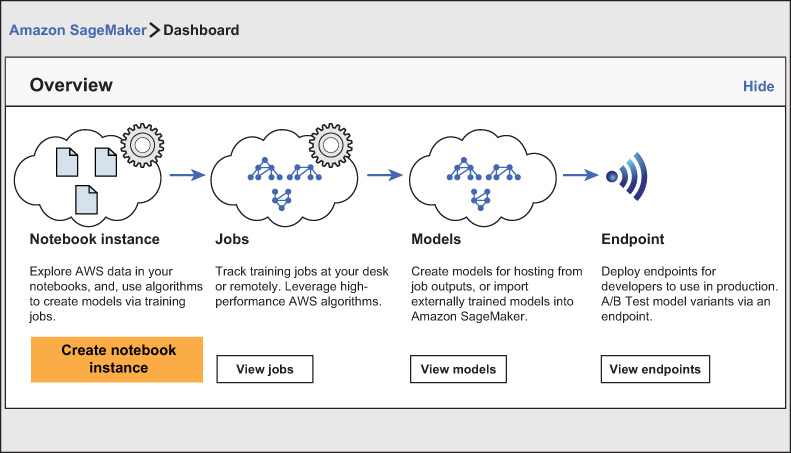 Amazon SageMaker > Dashboard
Overview
Hide
Notebook instance
Explore AWS data in your
notebooks, and, use algorithms
to create models via training
jobs.
Create notebook
instance
Jobs
Track training jobs at your desk
or remotely. Leverage high-
performance AWS algorithms.
View jobs
Models
Create models for hosting from
job outputs, or import
externally trained models into
Amazon SageMaker.
View models
Endpoint
Deploy endpoints for
developers to use in production.
A/B Test model variants via an
endpoint.
View endpoints